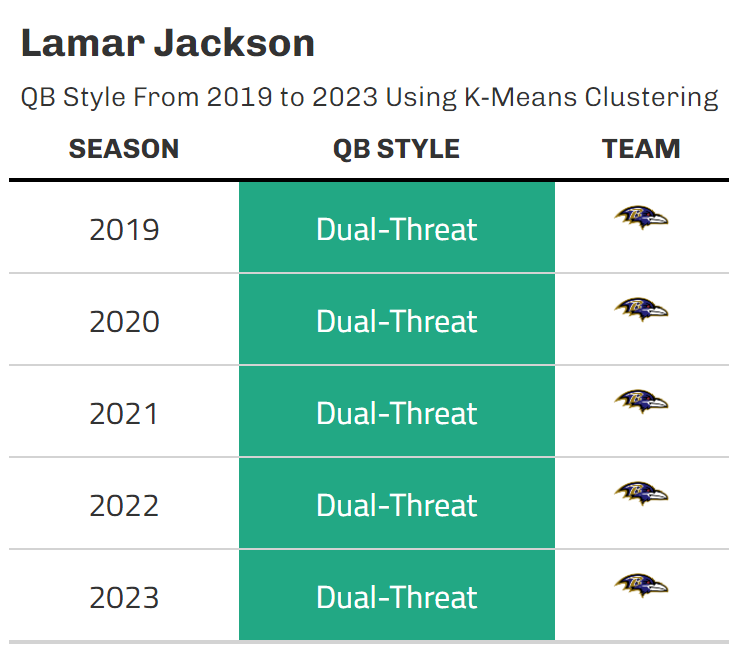 Lamar Jackson
QB Style From 2019 to 2023 Using K-Means Clustering
SEASON QB STYLE TEAM
2019 Dual-Threat
2020 Dual-Threat
2021 Dual-Threat
2022 Dual-Threat
2023 Dual-Threat